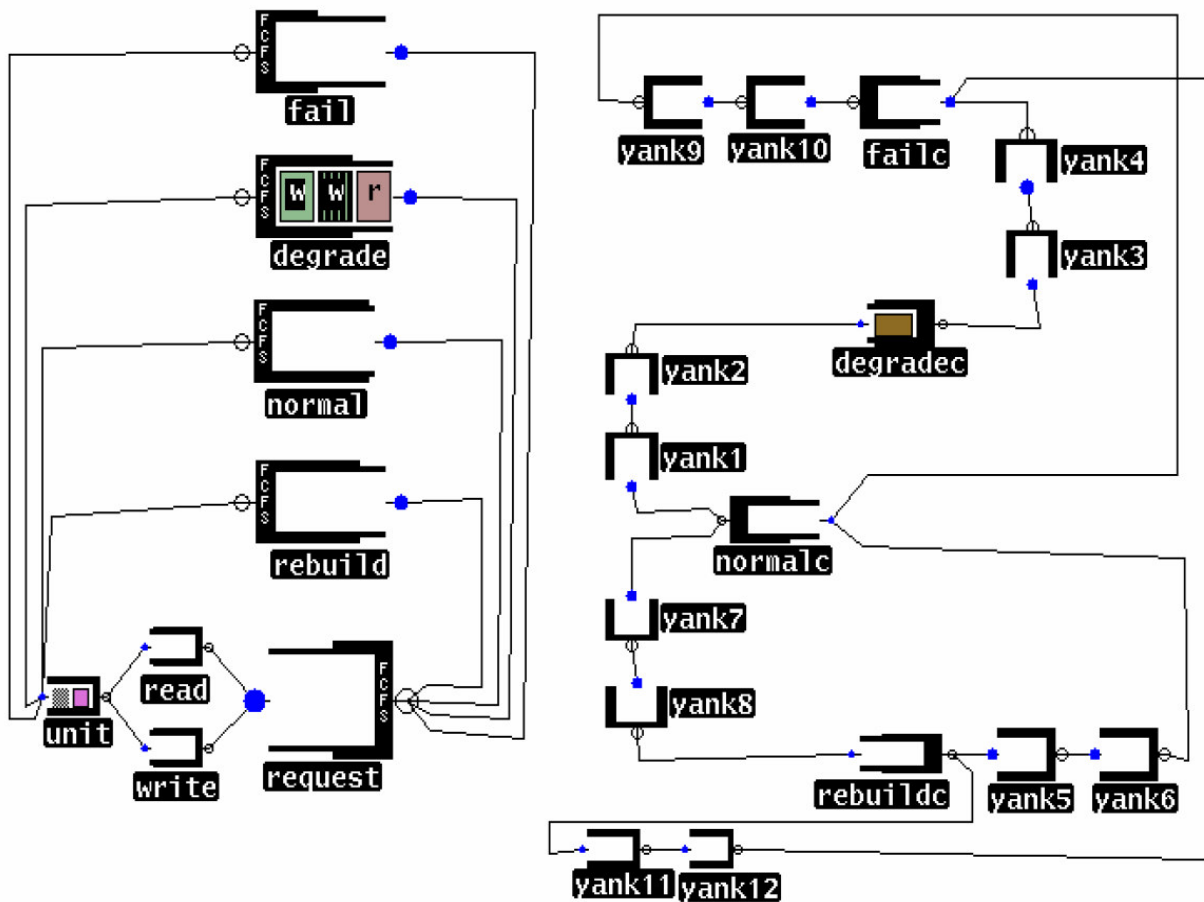 FCFS
fail
FCFS
w w r
degrade
FCFS
normal
FCFS
rebuild
read
unit
write
FCFS
request
yank9
yank10
failc
yank4
yank3
degradec
yank2
yank1
normalc
yank7
yank8
rebuildc
yank5
yank6
yank11
yank12